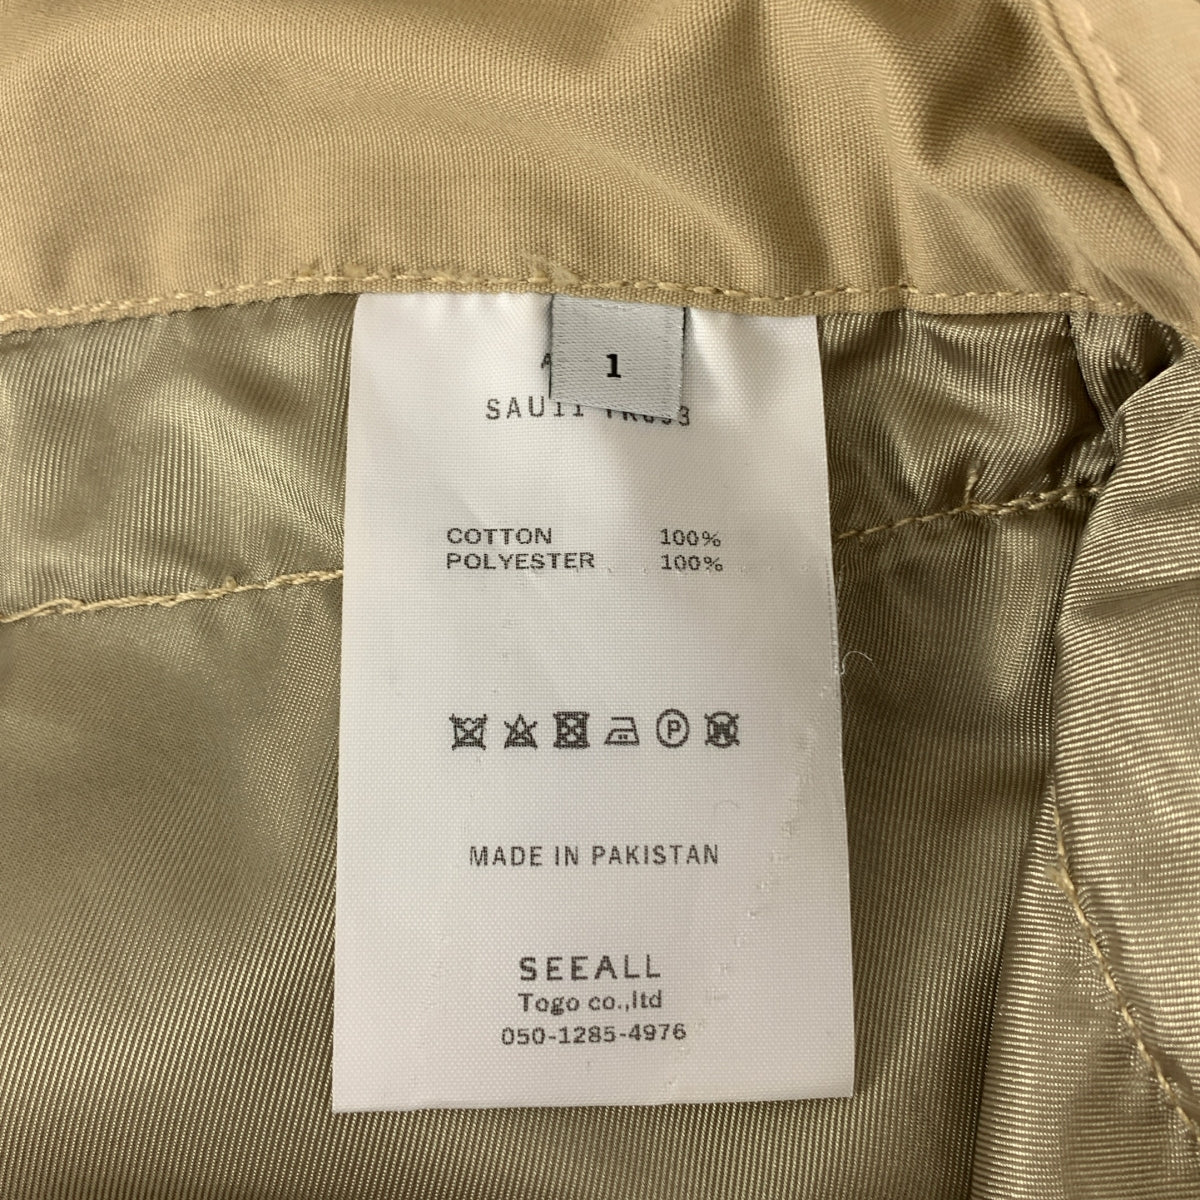 1
COTTON 100%
POLYESTER 100%
P
W
MADE IN PAKISTAN
SEEALL
Togo co.,ltd
050-1285-4976